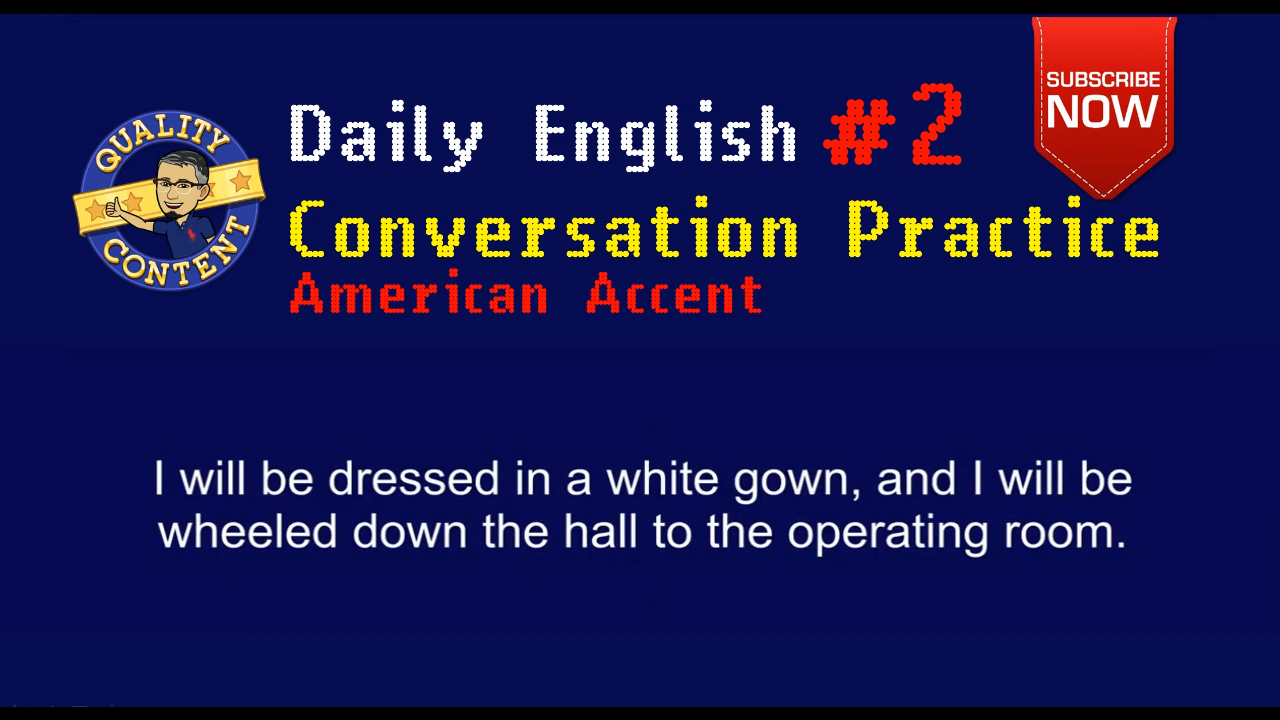 SUBSCRIBE
NOW
Daily English #2
QUALITY
CONTENT
Conversation Practice
American Accent
I will be dressed in a white gown, and I will be
wheeled down the hall to the operating room.